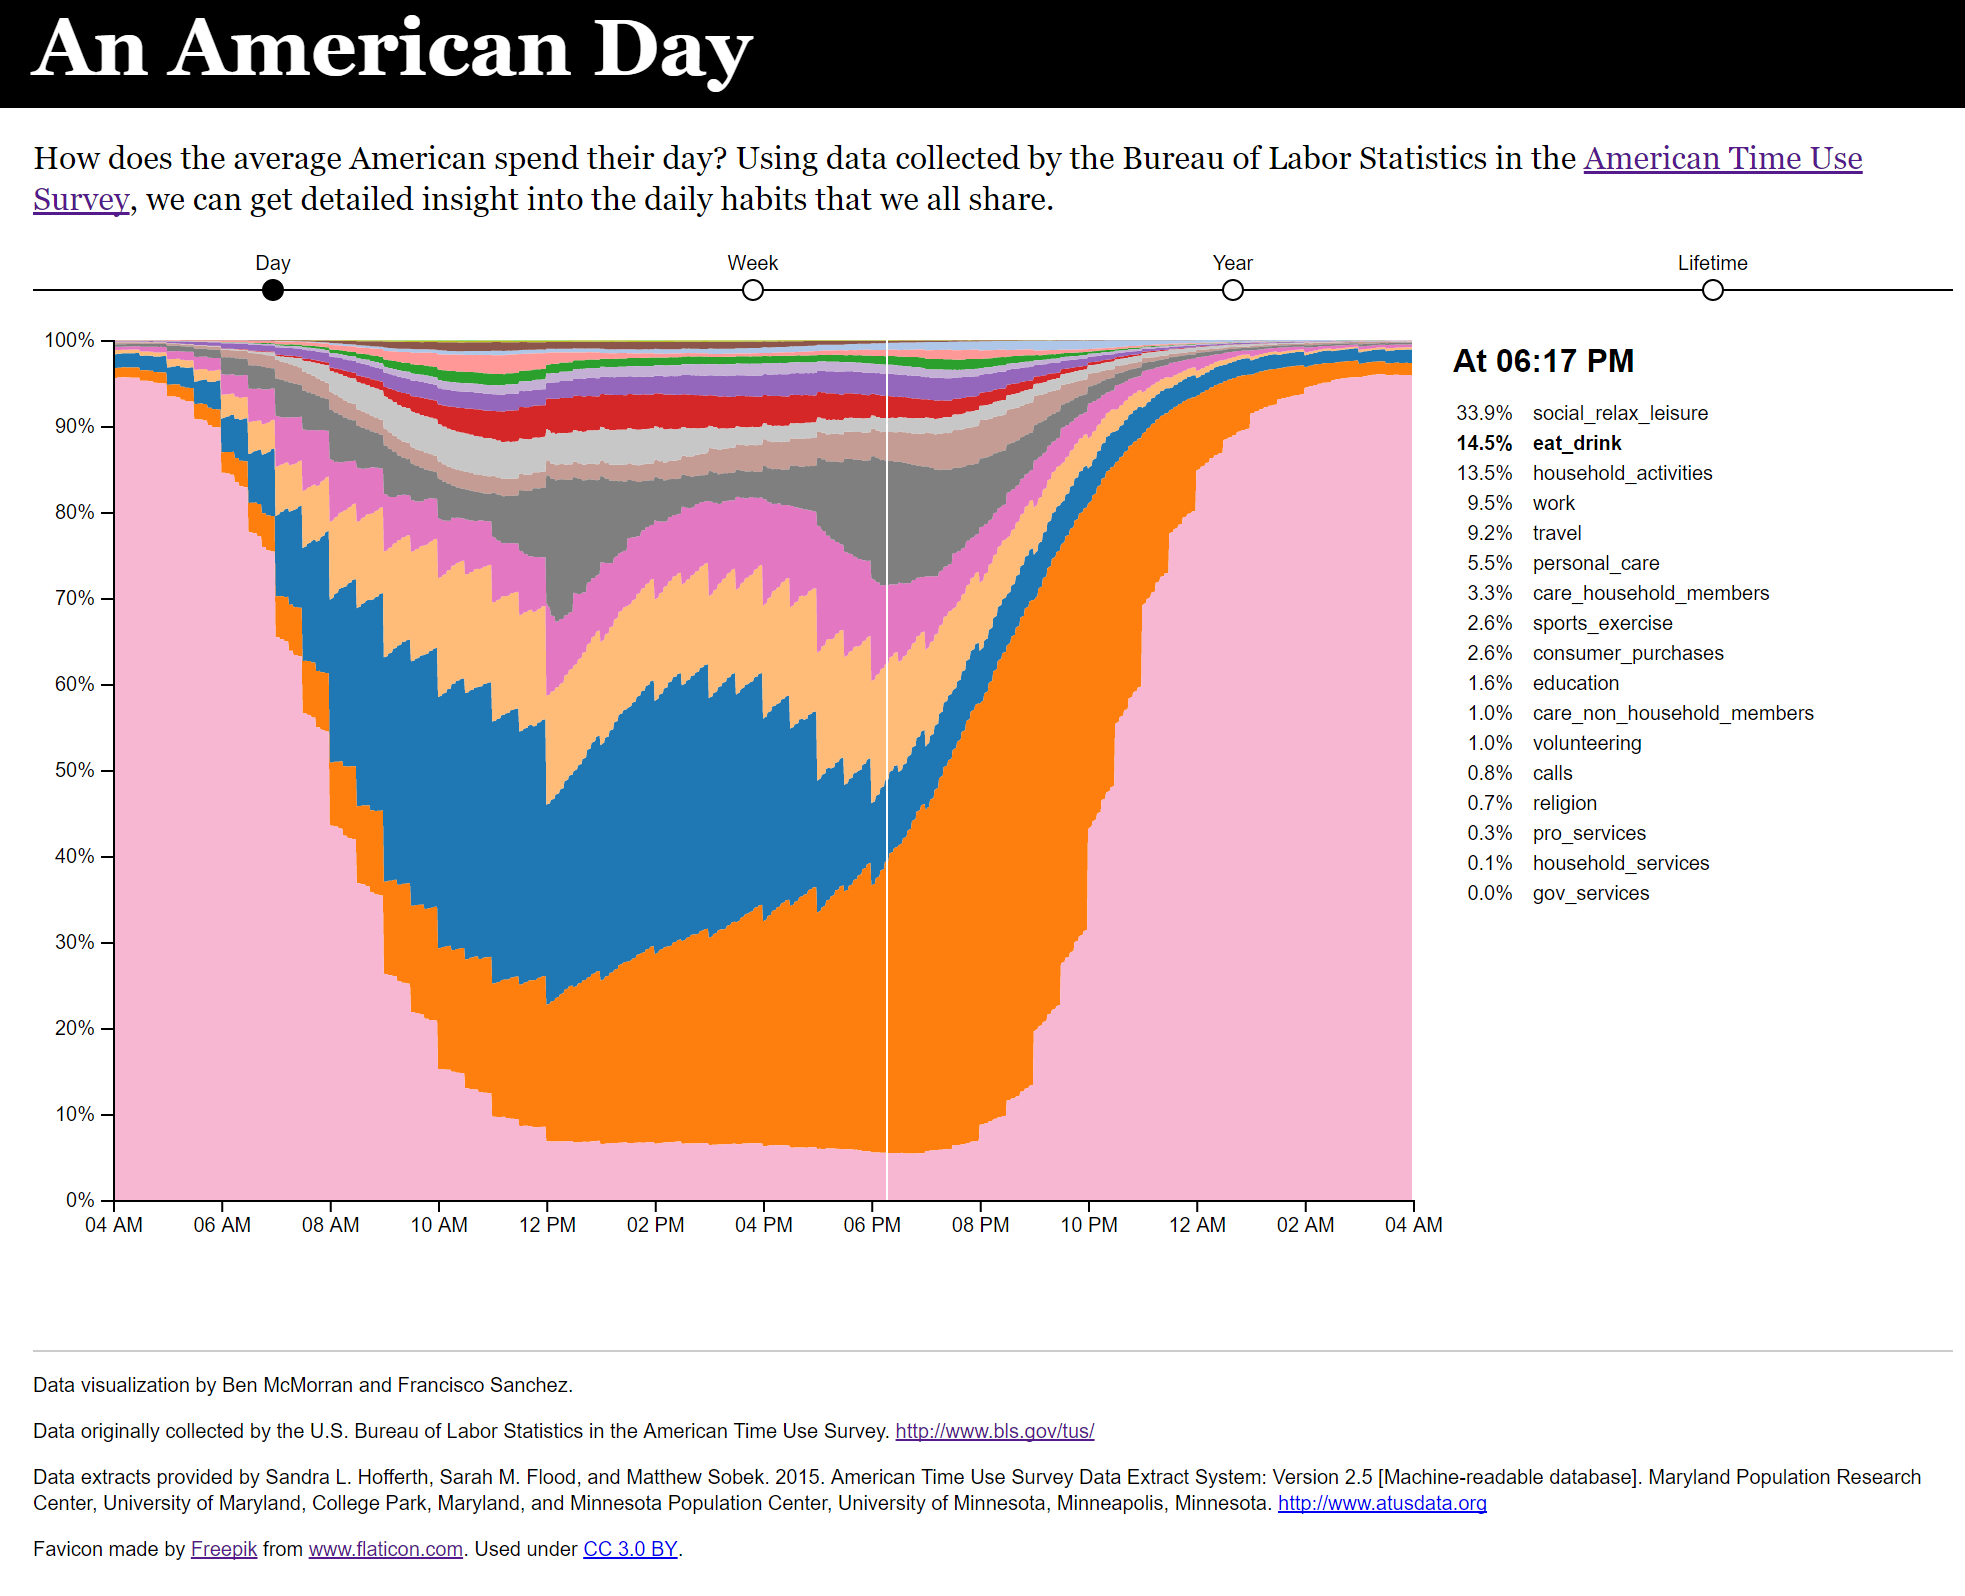 An American Day
How does the average American spend their day? Using data collected by the Bureau of Labor Statistics in the American Time Use
Survey, we can get detailed insight into the daily habits that we all share.
Day
Week
Year
Lifetime
100%
90%
80%
70%
60%
50%
40%
30%
20%
10%
0%
04 AM
06 AM
08 AM
10 AM
12 PM
02 PM
04 PM
06 PM
08 PM
10 PM
12 AM
02 AM
04 AM
At 06:17 PM
33.9% social_relax_leisure
14.5% eat_drink
13.5% household_activities
9.5% work
9.2% travel
5.5% personal_care
3.3% care_household_members
2.6% sports_exercise
2.6% consumer_purchases
1.6% education
1.0% care_non_household_members
1.0% volunteering
0.8% calls
0.7% religion
0.3% pro_services
0.1% household_services
0.0% gov_services
Data visualization by Ben McMorran and Francisco Sanchez.
Data originally collected by the U.S. Bureau of Labor Statistics in the American Time Use Survey. http://www.bls.gov/tus/
Data extracts provided by Sandra L. Hofferth, Sarah M. Flood, and Matthew Sobek. 2015. American Time Use Survey Data Extract System: Version 2.5 [Machine-readable database]. Maryland Population Research
Center, University of Maryland, College Park, Maryland, and Minnesota Population Center, University of Minnesota, Minneapolis, Minnesota. http://www.atusdata.org
Favicon made by Freepik from www.flaticon.com. Used under CC 3.0 BY.